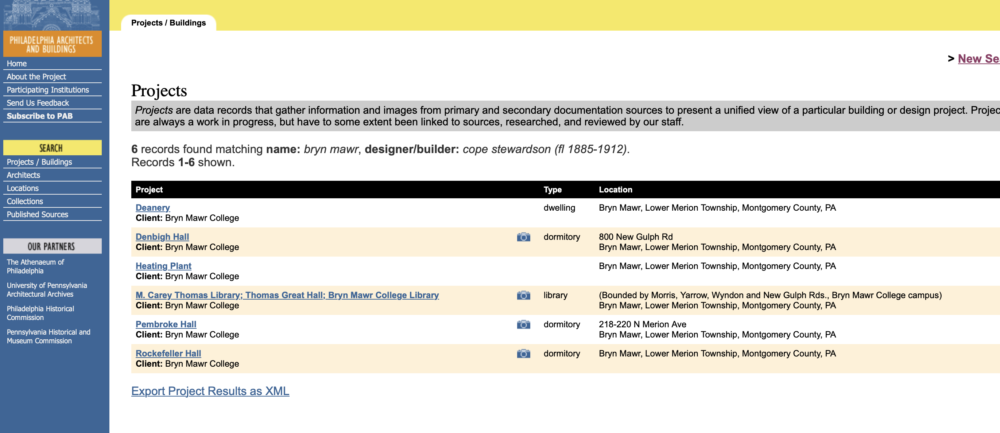 Projects / Buildings
PHILADELPHIA ARCHITECTS
AND BUILDINGS
Home
About the Project
Participating Institutions
Send Us Feedback
Subscribe to PAB
SEARCH
Projects / Buildings
Architects
Locations
Collections
Published Sources
OUR PARTNERS
The Athenaeum of
Philadelphia
University of Pennsylvania
Architectural Archives
Philadelphia Historical
Commission
Pennsylvania Historical and
Museum Commission
> New Se
Projects
Projects are data records that gather information and images from primary and secondary documentation sources to present a unified view of a particular building or design project. Projec
are always a work in progress, but have to some extent been linked to sources, researched, and reviewed by our staff.
6 records found matching name: bryn mawr, designer/builder: cope stewardson (fl 1885-1912).
Records 1-6 shown.
Project Type Location
Deanery dwelling Bryn Mawr, Lower Merion Township, Montgomery County, PA
Client: Bryn Mawr College
Denbigh Hall dormitory 800 New Gulph Rd
Client: Bryn Mawr College Bryn Mawr, Lower Merion Township, Montgomery County, PA
Heating Plant Bryn Mawr, Lower Merion Township, Montgomery County, PA
Client: Bryn Mawr College
M. Carey Thomas Library; Thomas Great Hall; Bryn Mawr College Library library (Bounded by Morris, Yarrow, Wyndon and New Gulph Rds., Bryn Mawr College campus)
Client: Bryn Mawr College Bryn Mawr, Lower Merion Township, Montgomery County, PA
Pembroke Hall dormitory 218-220 N Merion Ave
Client: Bryn Mawr College Bryn Mawr, Lower Merion Township, Montgomery County, PA
Rockefeller Hall dormitory Bryn Mawr, Lower Merion Township, Montgomery County, PA
Client: Bryn Mawr College
Export Project Results as XML